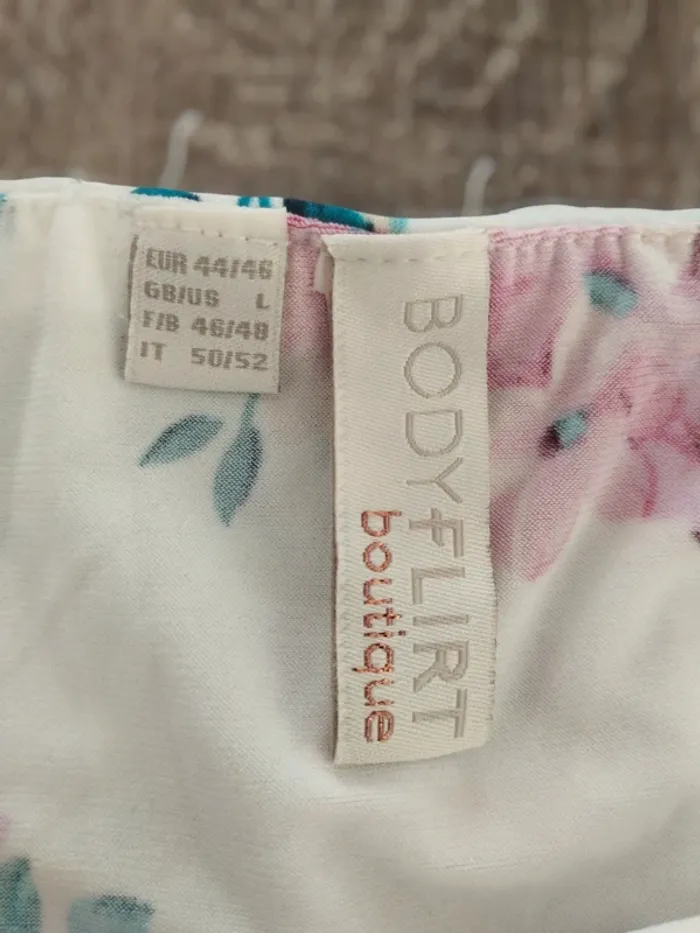 EUR 44/46
GB/US L
F/B 46/48
IT 50/52
BODYFLIRT
boutique